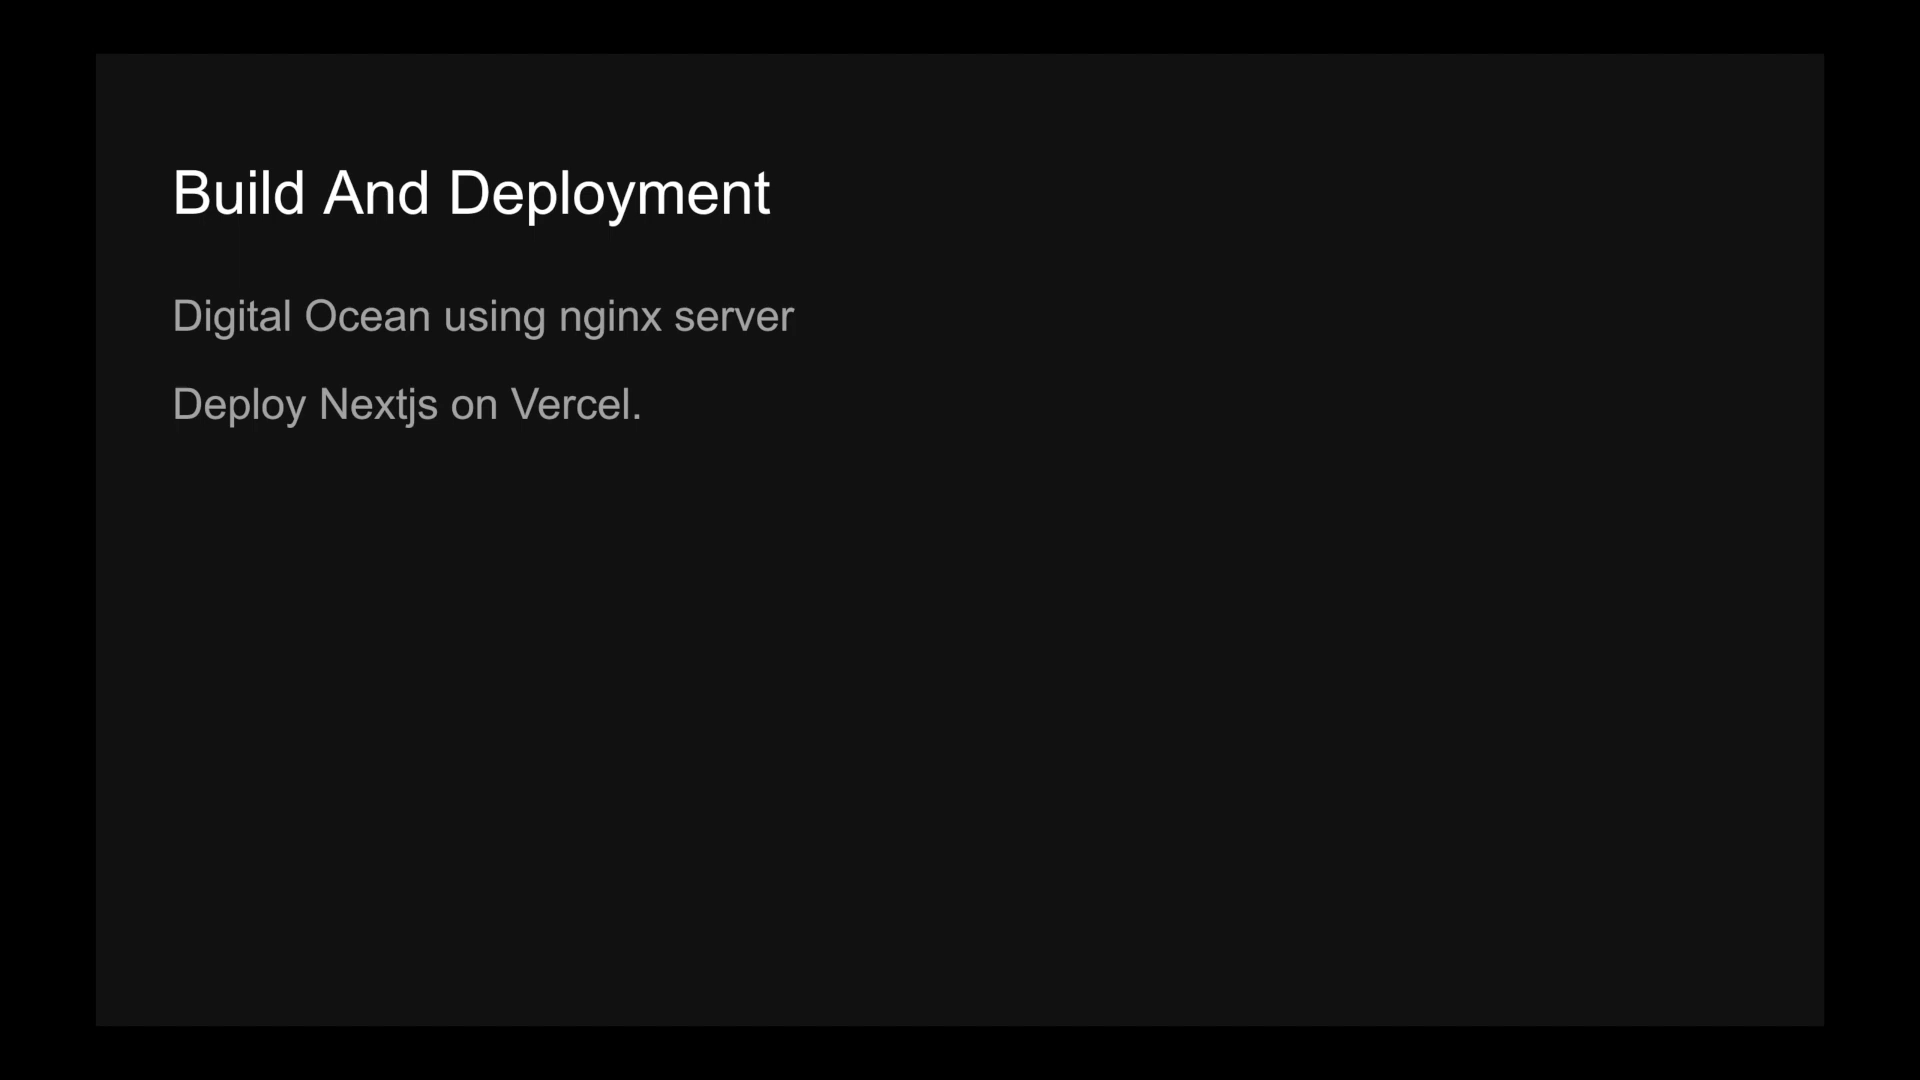 Build And Deployment
Digital Ocean using nginx server
Deploy Nextjs on Vercel.